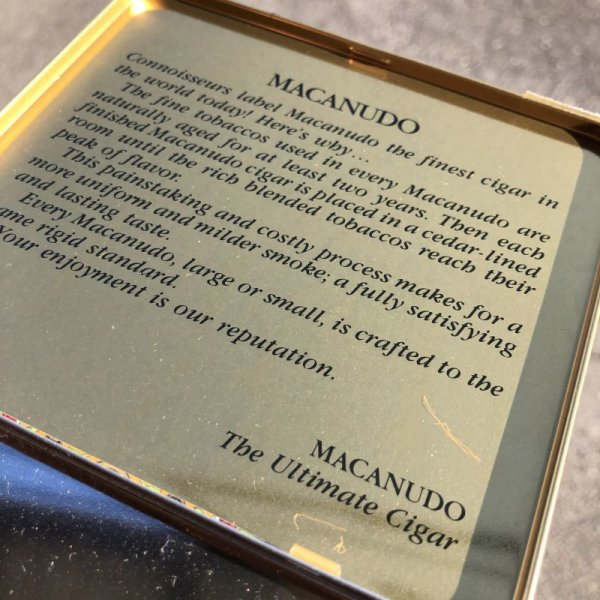 MACANUDO
Connoisseurs label Macanudo the finest cigar in
the world today! Here's why...
The fine tobaccos used in every Macanudo are
naturally aged for at least two years. Then each
finished Macanudo cigar is placed in a cedar-lined
room until the rich blended tobaccos reach their
peak of flavor.
This painstaking and costly process makes for a
more uniform and milder smoke; a fully satisfying
and lasting taste.
Every Macanudo, large or small, is crafted to the
ame rigid standard.
Your enjoyment is our reputation.
MACANUDO
The Ultimate Cigar